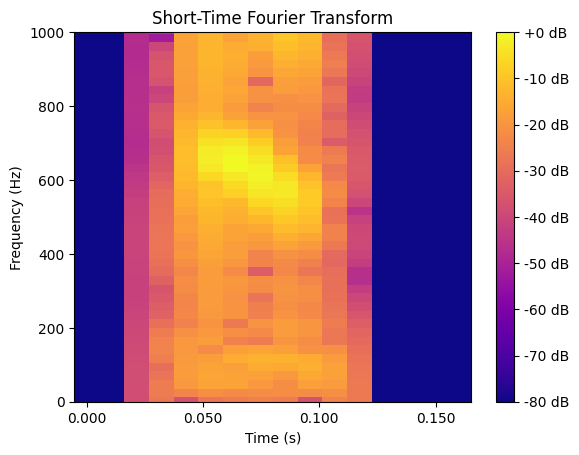 Short-Time Fourier Transform
1000
800
600
400
200
0
Frequency (Hz)
0.000
0.050
0.100
0.150
Time (s)
+0 dB
-10 dB
-20 dB
-30 dB
-40 dB
-50 dB
-60 dB
-70 dB
-80 dB